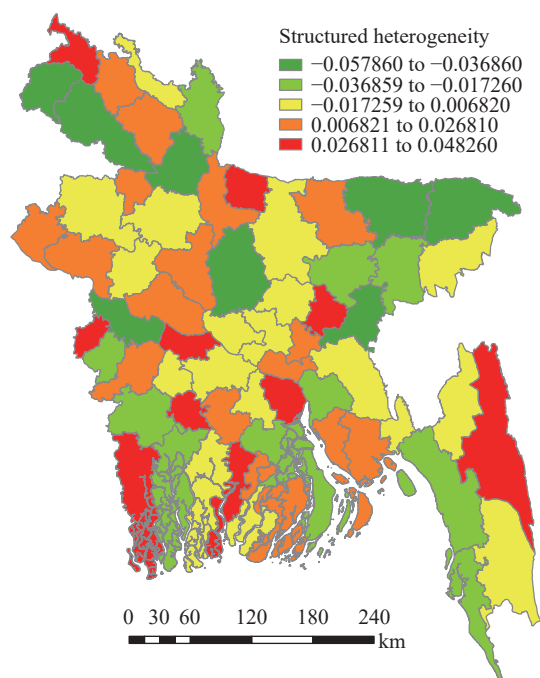 Structured heterogeneity
−0.057860 to −0.036860
−0.036859 to −0.017260
−0.017259 to 0.006820
0.006821 to 0.026810
0.026811 to 0.048260
0 30 60 120 180 240
km